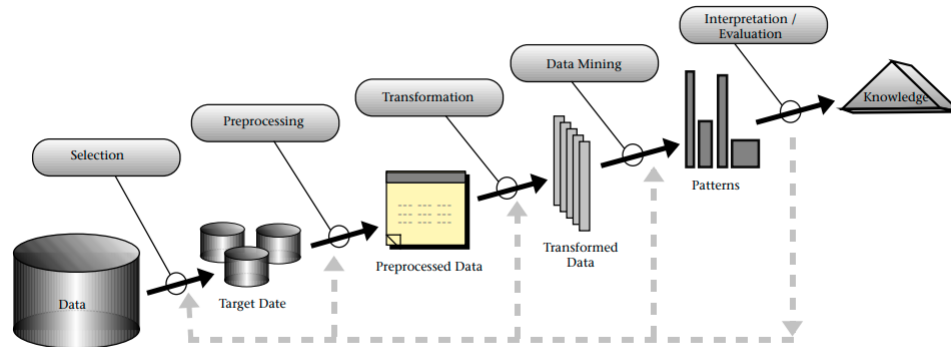 Interpretation /
Evaluation
Data Mining
Transformation
Preprocessing
Selection
Knowledge
Patterns
Transformed
Data
Preprocessed Data
Target Date
Data